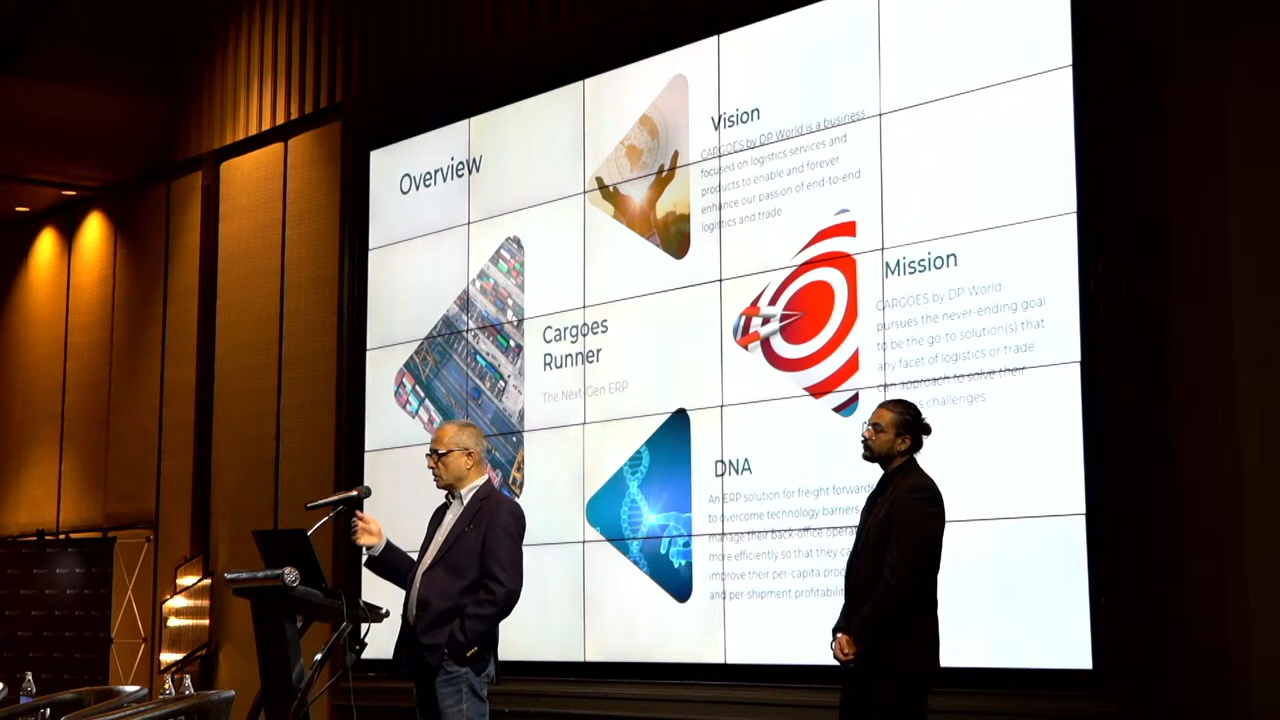 Overview
Vision
CARGOES by DP World is a business
focused on logistics services and
products to enable and forever
enhance our passion of end-to-end
logistics and trade
Cargoes
Runner
The Next-Gen ERP
Mission
CARGOES by DP World
pursues the never-ending goal
to be the go-to solution(s) that
any facet of logistics or trade
can approach to solve their
challenges
DNA
An ERP solution for freight
to overcome technology barriers,
manage their back-office
more efficiently so that they
improve their per-capita
and per-shipment